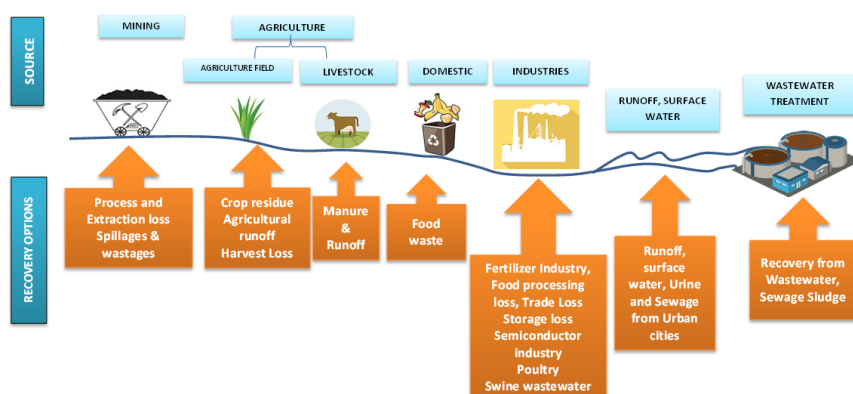 SOURCE
MINING
AGRICULTURE
AGRICULTURE FIELD
LIVESTOCK
DOMESTIC
INDUSTRIES
RUNOFF, SURFACE
WATER
WASTEWATER
TREATMENT
RECOVERY OPTIONS
Process and
Extraction loss
Spillages &
wastages
Crop residue
Agricultural
runoff
Harvest Loss
Manure
&
Runoff
Food
waste
Fertilizer Industry,
Food processing
loss, Trade Loss
Storage loss
Semiconductor
industry
Poultry
Swine wastewater
Runoff,
surface
water, Urine
and Sewage
from Urban
cities
Recovery from
Wastewater,
Sewage Sludge